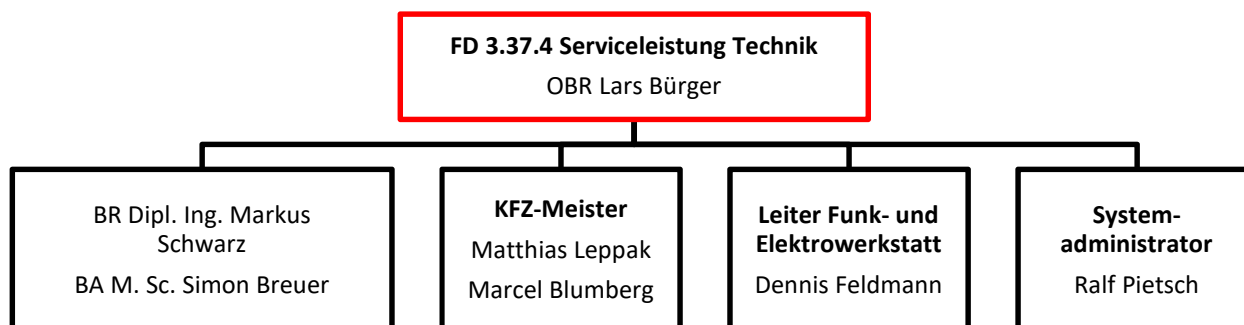 FD 3.37.4 Serviceleistung Technik
OBR Lars Bürger
BR Dipl. Ing. Markus
Schwarz
BA M. Sc. Simon Breuer
KFZ-Meister
Matthias Leppak
Marcel Blumberg
Leiter Funk- und
Elektrowerkstatt
Dennis Feldmann
System-
administrator
Ralf Pietsch